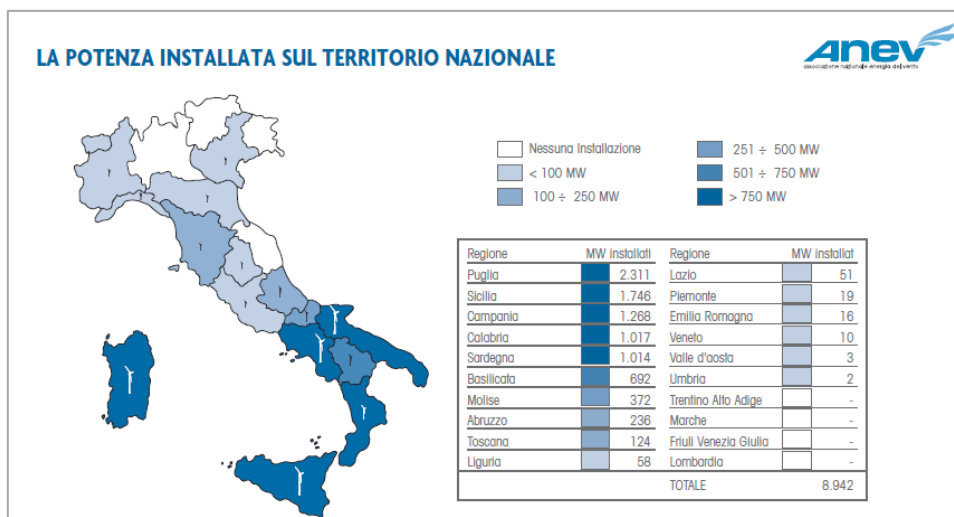 LA POTENZA INSTALLATA SUL TERRITORIO NAZIONALE
Anev
associazione nazionale energia del vento
Nessuna Installazione
< 100 MW
100 ÷ 250 MW
251 ÷ 500 MW
501 ÷ 750 MW
> 750 MW
Regione MW installati Regione MW installat
Puglia 2.311 Lazio 51
Sicilia 1.746 Piemonte 19
Campania 1.268 Emilia Romagna 16
Calabria 1.017 Veneto 10
Sardegna 1.014 Valle d'aosta 3
Basilicata 692 Umbria 2
Molise 372 Trentino Alto Adige -
Abruzzo 236 Marche -
Toscana 124 Friuli Venezia Giulia -
Liguria 58 Lombardia -
TOTALE 8.942